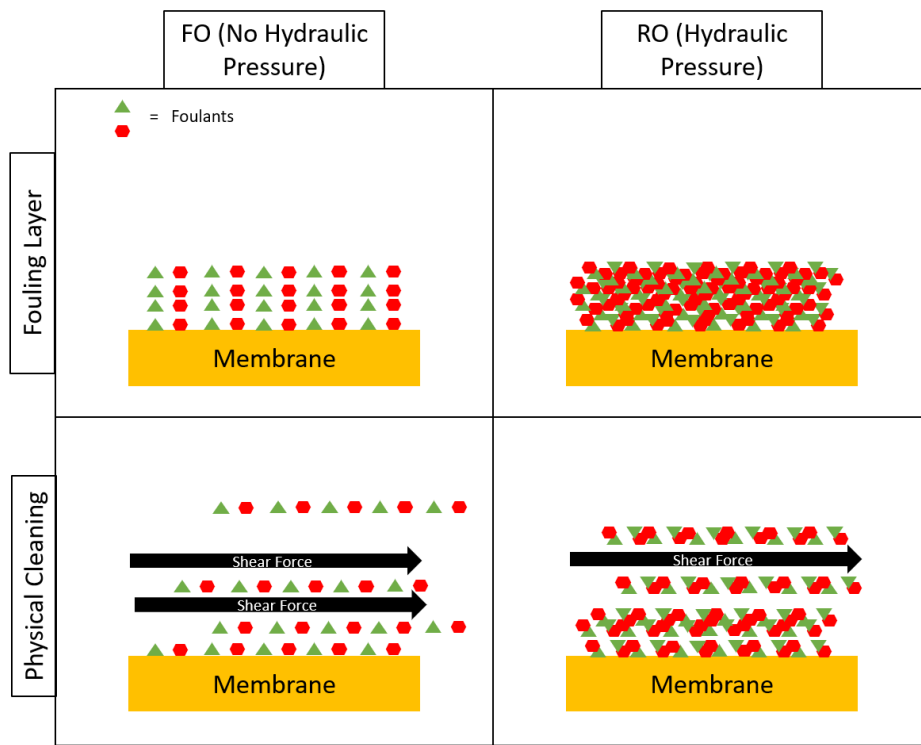 FO (No Hydraulic
Pressure)
RO (Hydraulic
Pressure)
Fouling Layer
= Foulants
Membrane
Membrane
Physical Cleaning
Shear Force
Shear Force
Membrane
Shear Force
Membrane